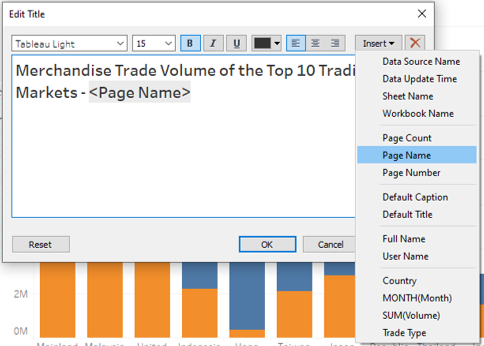 Edit Title
Tableau Light 15 B I U Insert
Merchandise Trade Volume of the Top 10 Tradi
Markets - <Page Name>
Data Source Name
Data Update Time
Sheet Name
Workbook Name
Page Count
Page Name
Page Number
Default Caption
Default Title
Full Name
User Name
Country
MONTH(Month)
SUM(Volume)
Trade Type
Reset OK Cancel
2M
0M